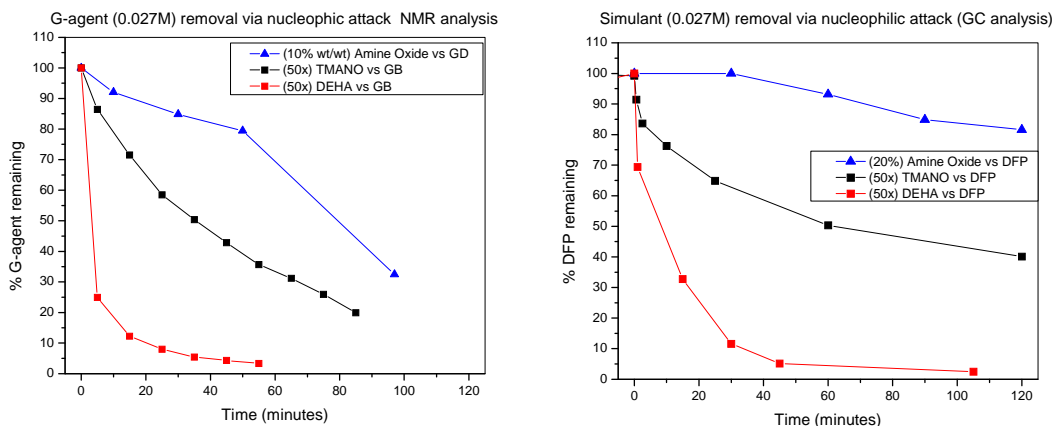 G-agent (0.027M) removal via nucleophic attack NMR analysis
110
100
90
80
70
60
50
40
30
20
10
0
% G-agent remaining
(10% wt/wt) Amine Oxide vs GD
(50x) TMANO vs GB
(50x) DEHA vs GB
0 20 40 60 80 100 120
Time (minutes)
Simulant (0.027M) removal via nucleophilic attack (GC analysis)
110
100
90
80
70
60
50
40
30
20
10
0
% DFP remaining
(20%) Amine Oxide vs DFP
(50x) TMANO vs DFP
(50x) DEHA vs DFP
0 20 40 60 80 100 120
Time (minutes)